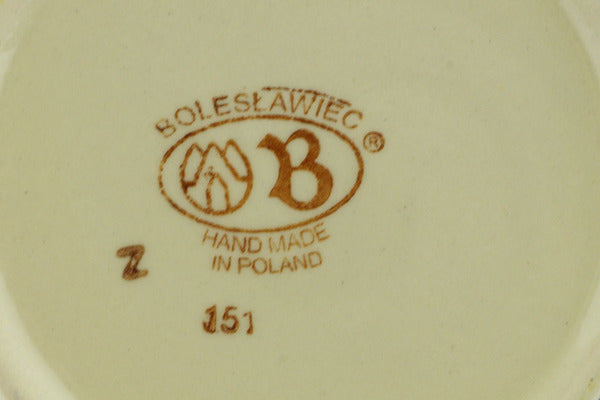 BOLESŁAWIEC
B ®
HAND MADE
IN POLAND
Z
151